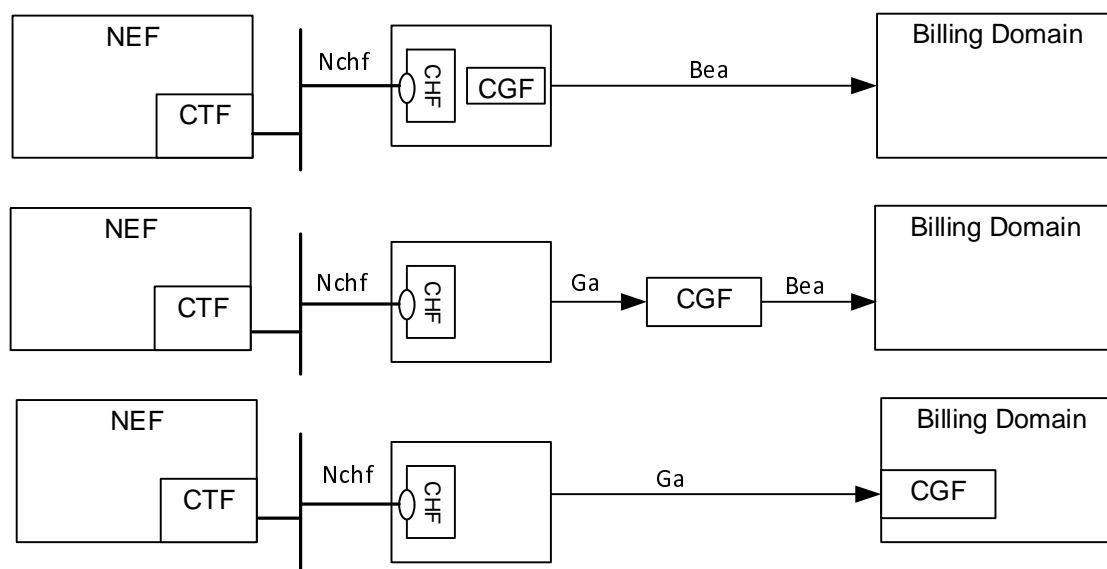 NEF
Billing Domain
Nchf
Bea
CHF
CGF
CTF
NEF
Billing Domain
Nchf
Ga
Bea
CHF
CGF
CTF
NEF
Billing Domain
Nchf
Ga
CHF
CGF
CTF